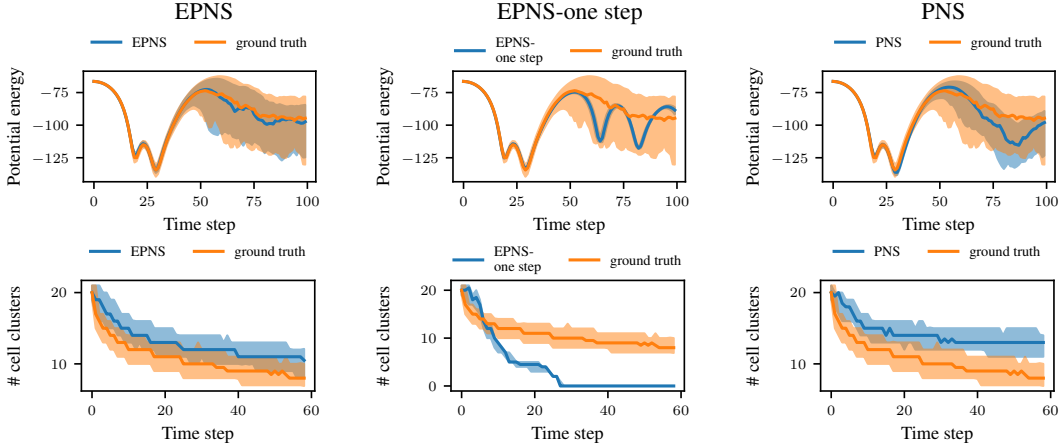 EPNS
EPNS-one step
PNS
EPNS
ground truth
EPNS-
one step
ground truth
PNS
ground truth
Potential energy
−75
−100
−125
0
25
50
75
100
Time step
Potential energy
−75
−100
−125
0
25
50
75
100
Time step
Potential energy
−75
−100
−125
0
25
50
75
100
Time step
EPNS
ground truth
EPNS-
one step
ground truth
PNS
ground truth
# cell clusters
20
10
0
20
40
60
Time step
# cell clusters
20
10
0
0
20
40
60
Time step
# cell clusters
20
10
0
20
40
60
Time step